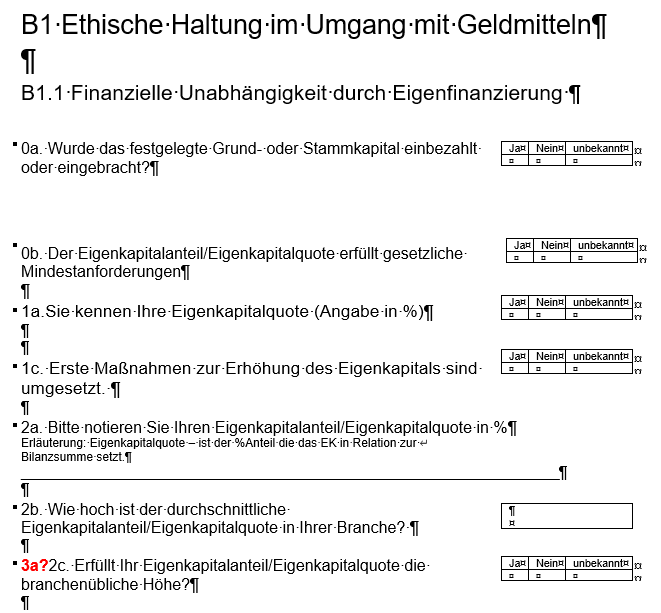 B1·Ethische·Haltung·im·Umgang·mit·Geldmitteln¶
¶
B1.1·Finanzielle·Unabhängigkeit·durch·Eigenfinanzierung·¶
0a.·Wurde·das·festgelegte·Grund-·oder·Stammkapital·einbezahlt·
oder·eingebracht?¶
Ja¤ Nein¤ unbekannt¤ ¤
¤ ¤ ¤ ¤
0b.·Der·Eigenkapitalanteil/Eigenkapitalquote·erfüllt·gesetzliche·
Mindestanforderungen¶
Ja¤ Nein¤ unbekannt¤ ¤
¤ ¤ ¤ ¤
¶
1a.Sie·kennen·Ihre·Eigenkapitalquote·(Angabe·in·%)¶
Ja¤ Nein¤ unbekannt¤ ¤
¤ ¤ ¤ ¤
¶
¶
1c.·Erste·Maßnahmen·zur·Erhöhung·des·Eigenkapitals·sind·
umgesetzt.·¶
Ja¤ Nein¤ unbekannt¤ ¤
¤ ¤ ¤ ¤
¶
2a.·Bitte·notieren·Sie·Ihren·Eigenkapitalanteil/Eigenkapitalquote·in·%¶
Erläuterung:·Eigenkapitalquote·–·ist·der·%Anteil·die·das·EK·in·Relation·zur·↵
Bilanzsumme·setzt.¶
¶
¶
2b.·Wie·hoch·ist·der·durchschnittliche·
Eigenkapitalanteil/Eigenkapitalquote·in·Ihrer·Branche?·¶
¶
¤
¶
3a?2c.·Erfüllt·Ihr·Eigenkapitalanteil/Eigenkapitalquote·die·
branchenübliche·Höhe?¶
Ja¤ Nein¤ unbekannt¤ ¤
¤ ¤ ¤ ¤
¶